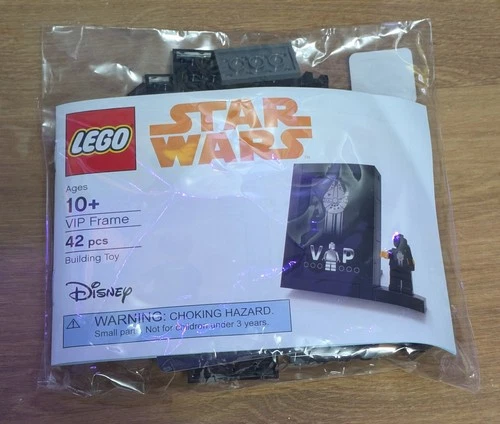 LEGO
STAR
WARS
Ages
10+
VIP Frame
42 pcs
Building Toy
Disney
WARNING: CHOKING HAZARD.
Small parts. Not for children under 3 years.
VIP